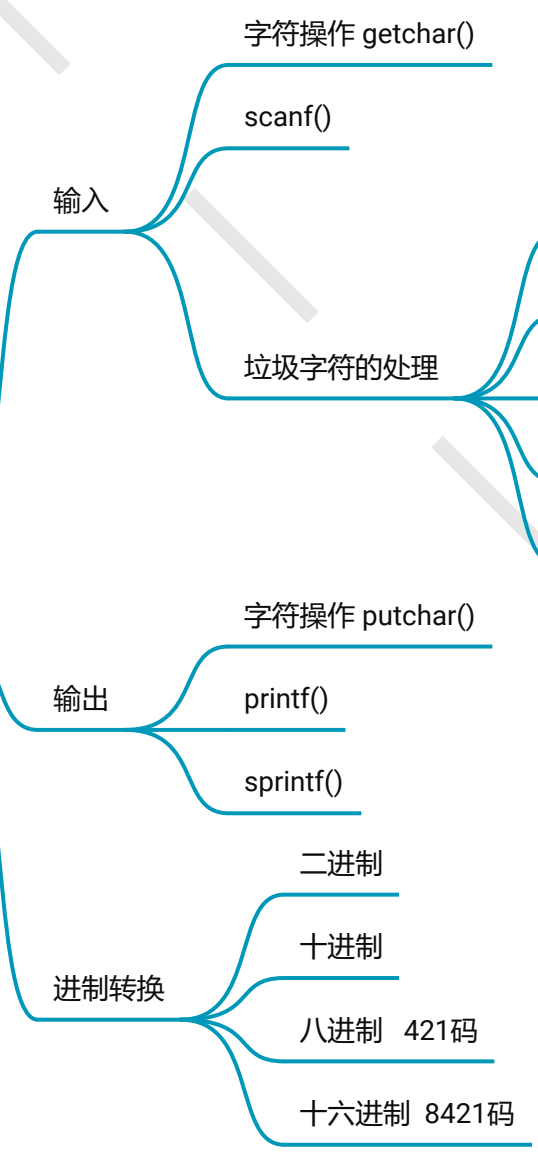 字符操作 getchar()
scanf()
输入
垃圾字符的处理
字符操作 putchar()
printf()
输出
sprintf()
二进制
十进制
进制转换
八进制 421码
十六进制 8421码